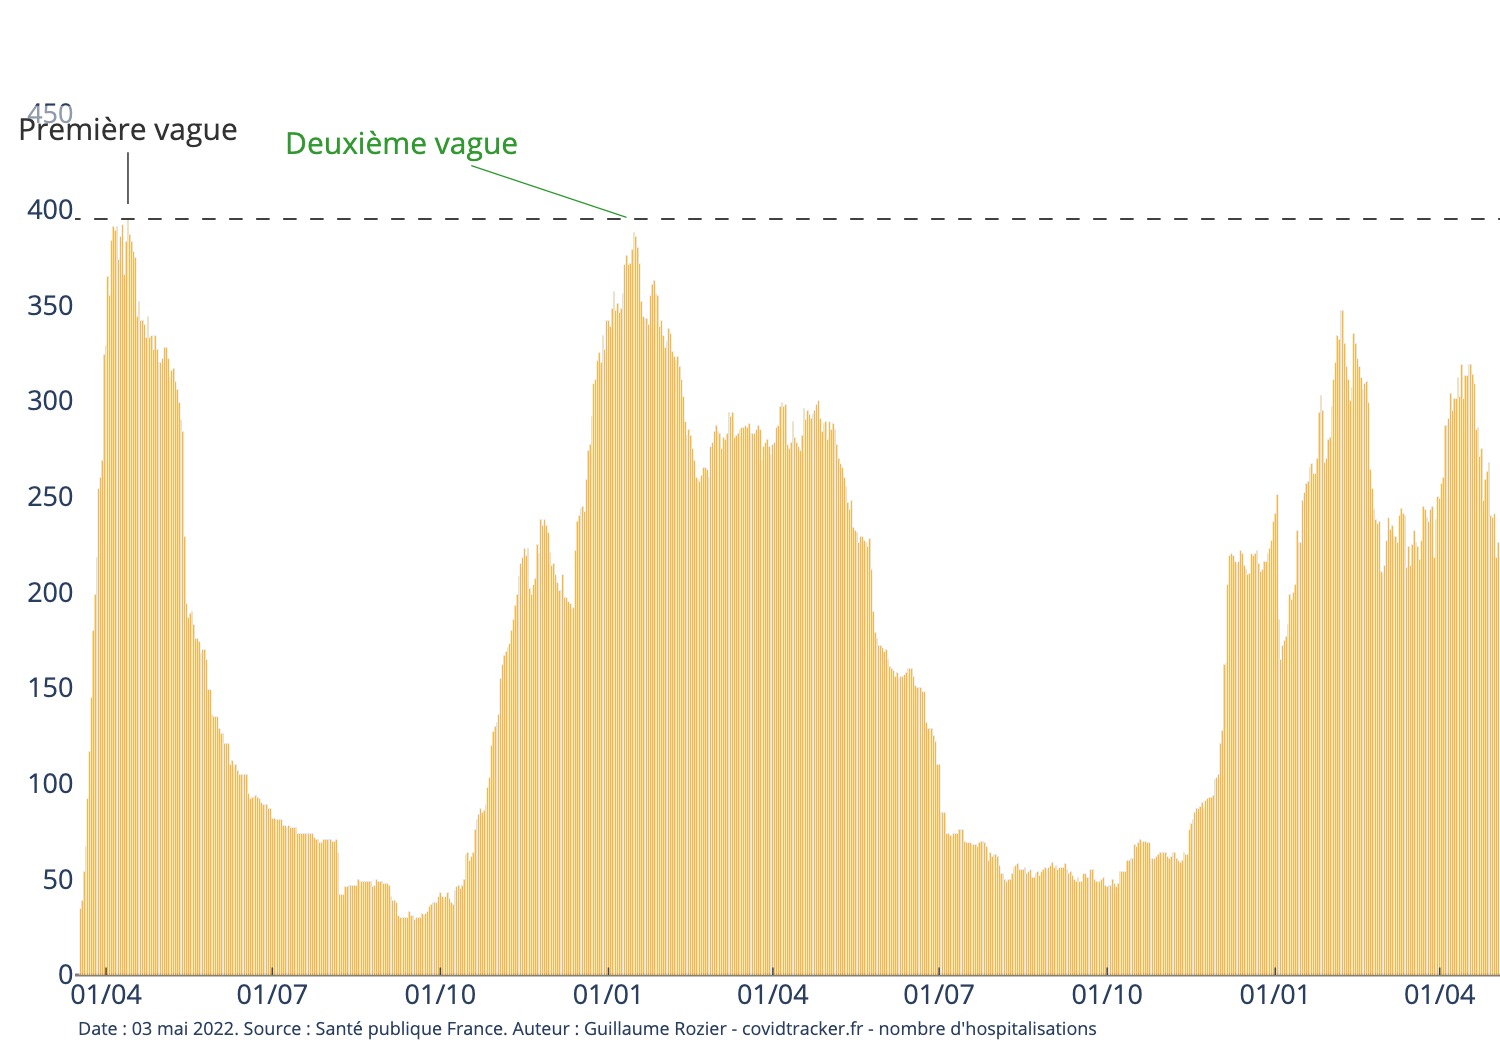 450
Première vague
Deuxième vague
400
350
300
250
200
150
100
50
0
01/04 01/07 01/10 01/01 01/04 01/07 01/10 01/01 01/04
Date : 03 mai 2022. Source : Santé publique France. Auteur : Guillaume Rozier - covidtracker.fr - nombre d'hospitalisations